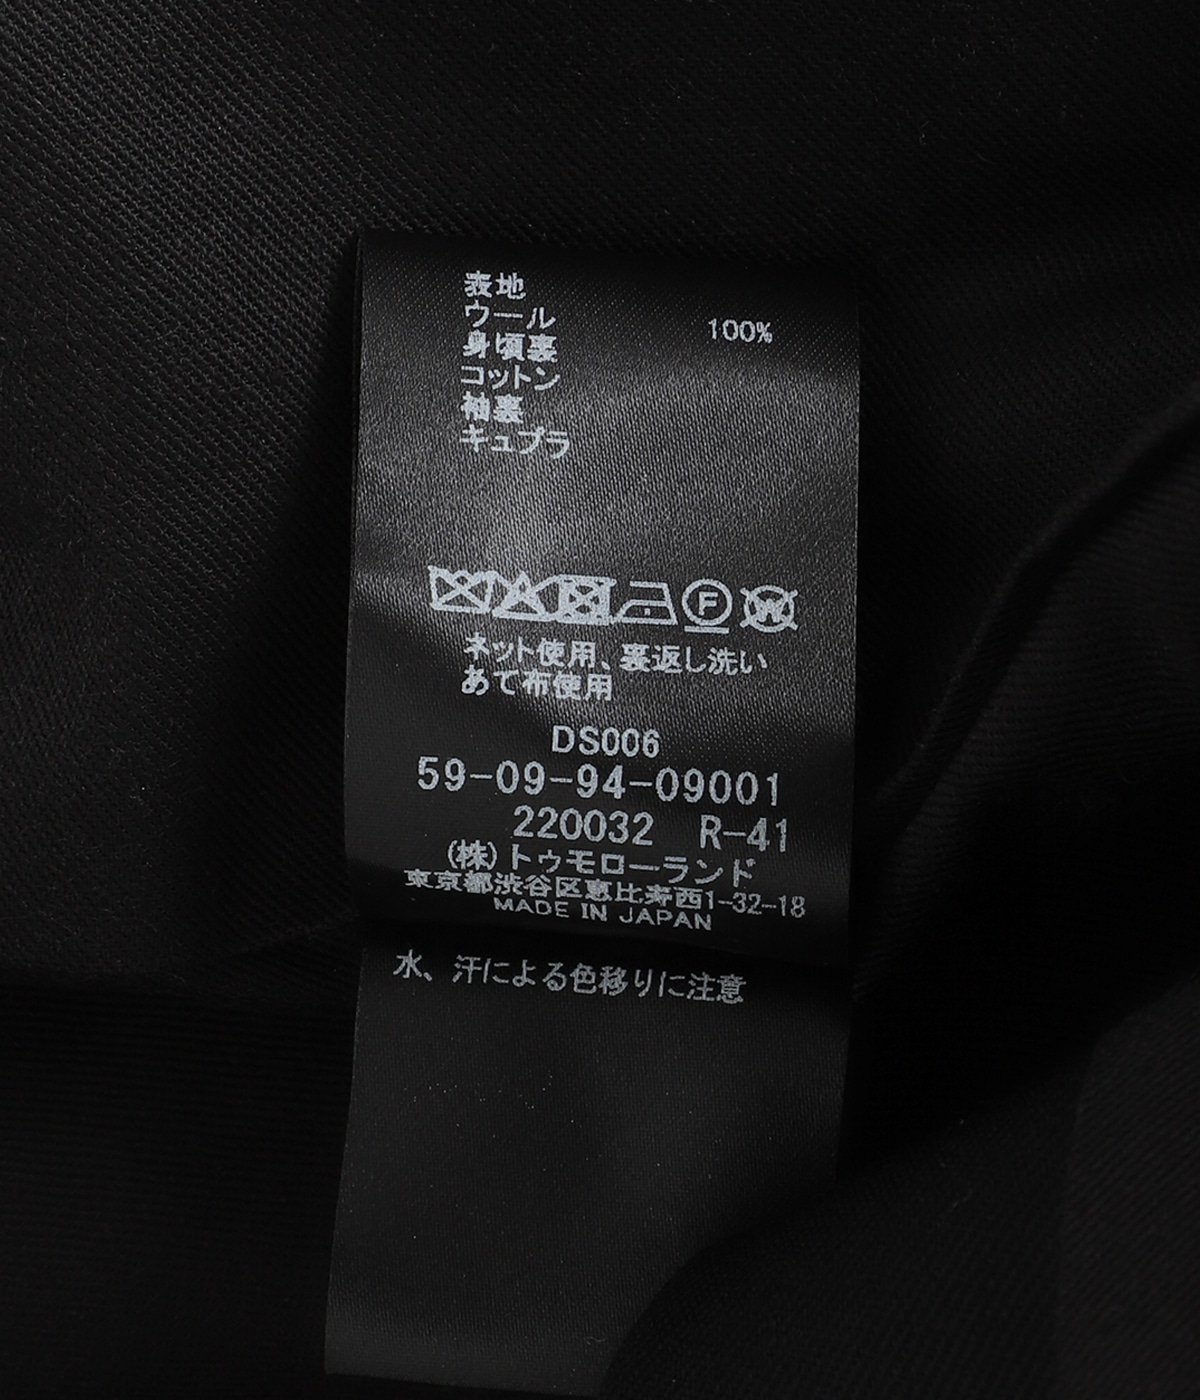 表地
ウール 100%
身頃裏
コットン
袖裏
キュプラ
F W
ネット使用、裏返し洗い
あて布使用
DS006
59-09-94-09001
220032 R-41
(株)トゥモローランド
東京都渋谷区恵比寿西1-32-18
MADE IN JAPAN
水、汗による色移りに注意